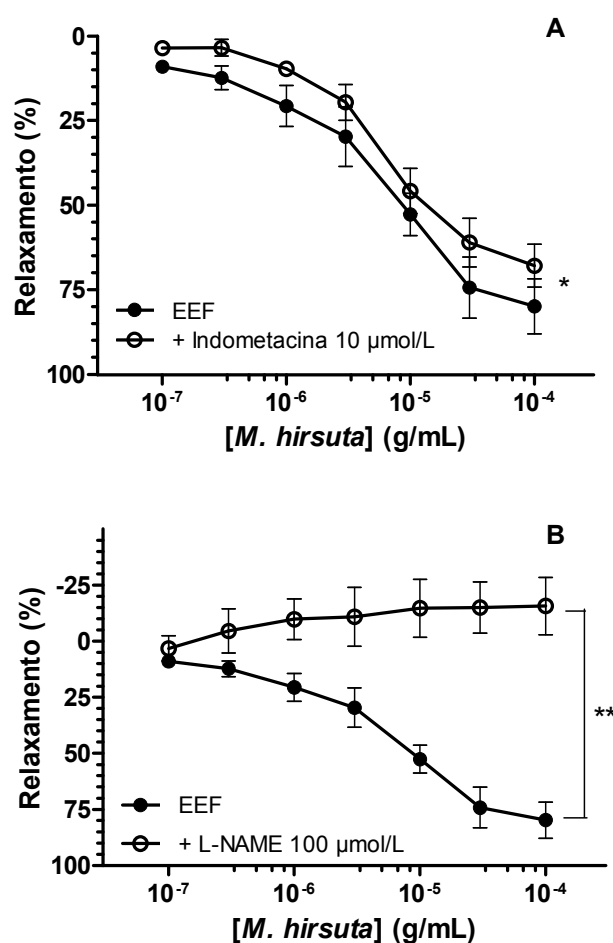 A
0
25
50
75
100
Relaxamento (%)
EEF
+ Indometacina 10 µmol/L
*
10-7
10-6
10-5
10-4
[M. hirsuta] (g/mL)
B
-25
0
25
50
75
100
Relaxamento (%)
EEF
+ L-NAME 100 µmol/L
**
10-7
10-6
10-5
10-4
[M. hirsuta] (g/mL)